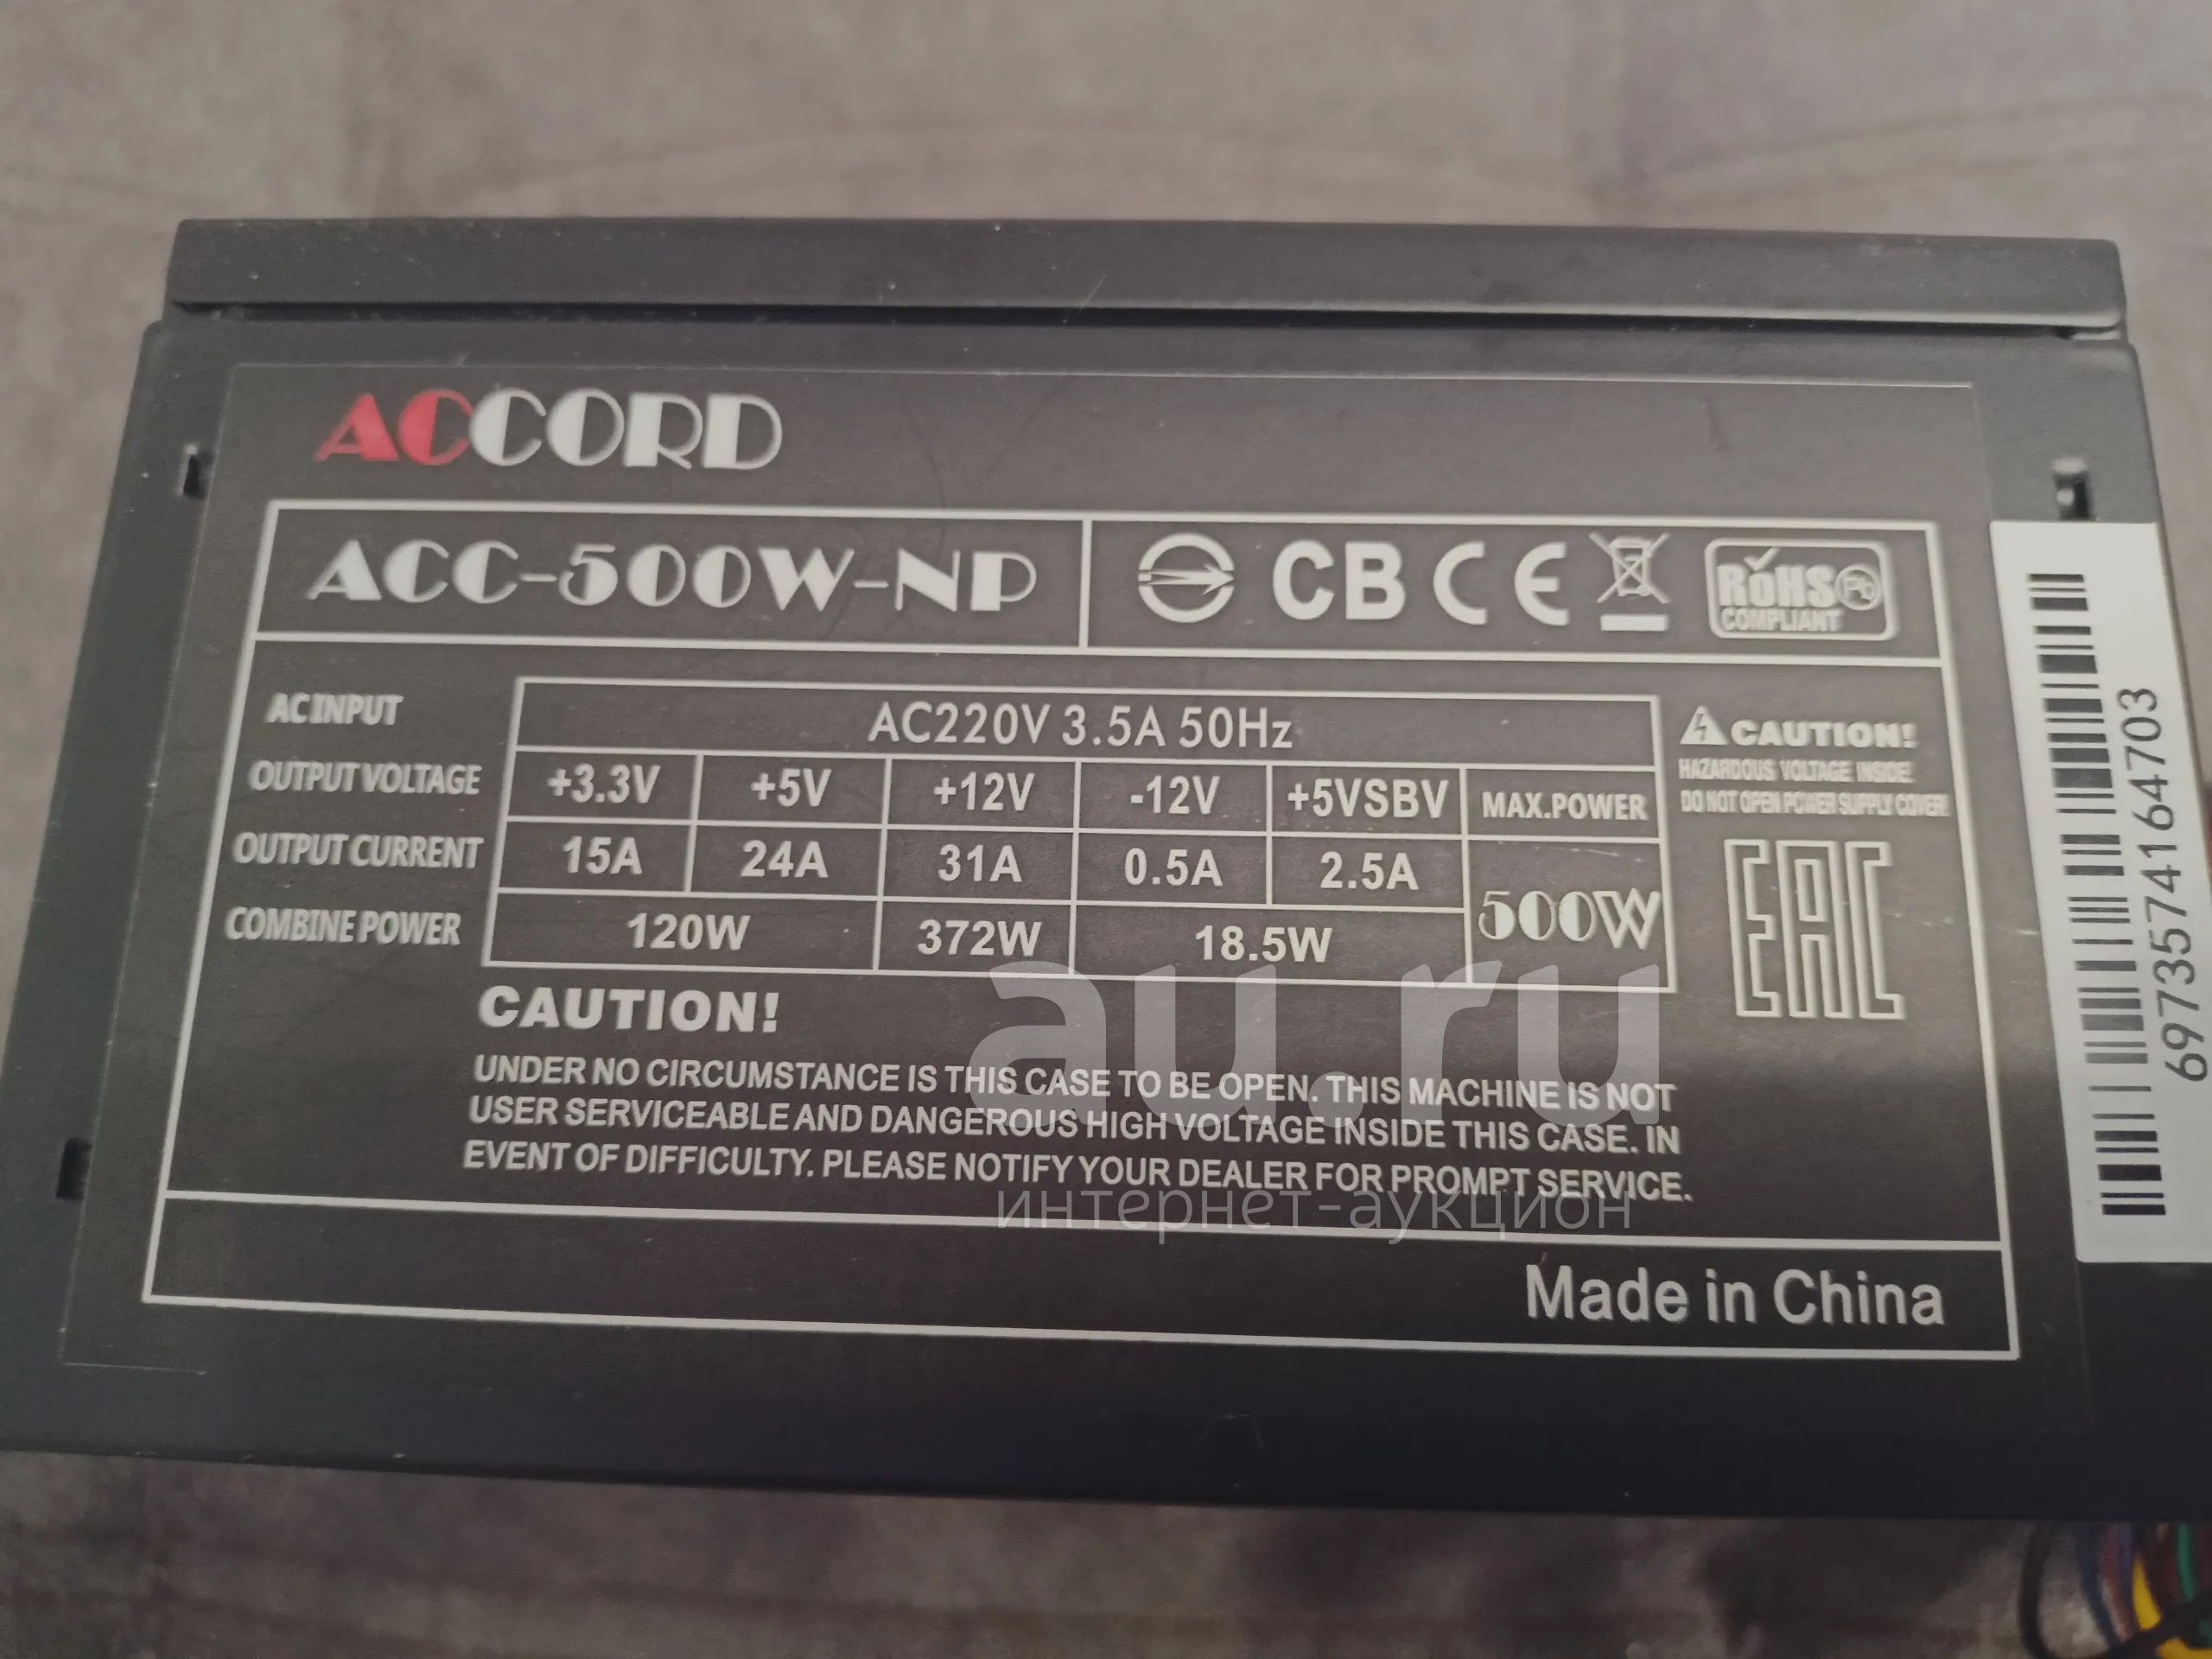 ACCORD
ACC-500W-NP CB CE RoHS Pb
COMPLIANT
AC INPUT AC220V 3.5A 50Hz
OUTPUT VOLTAGE +3.3V +5V +12V -12V +5VSBV MAX.POWER
OUTPUT CURRENT 15A 24A 31A 0.5A 2.5A 500W
COMBINE POWER 120W 372W 18.5W
CAUTION!
HAZARDOUS VOLTAGE INSIDE.
DO NOT OPEN POWER SUPPLY COVER!
EAC
CAUTION!
UNDER NO CIRCUMSTANCE IS THIS CASE TO BE OPEN. THIS MACHINE IS NOT
USER SERVICEABLE AND DANGEROUS HIGH VOLTAGE INSIDE THIS CASE. IN
EVENT OF DIFFICULTY. PLEASE NOTIFY YOUR DEALER FOR PROMPT SERVICE.
Made in China
6973574164703
au.ru
интернет-аукцион